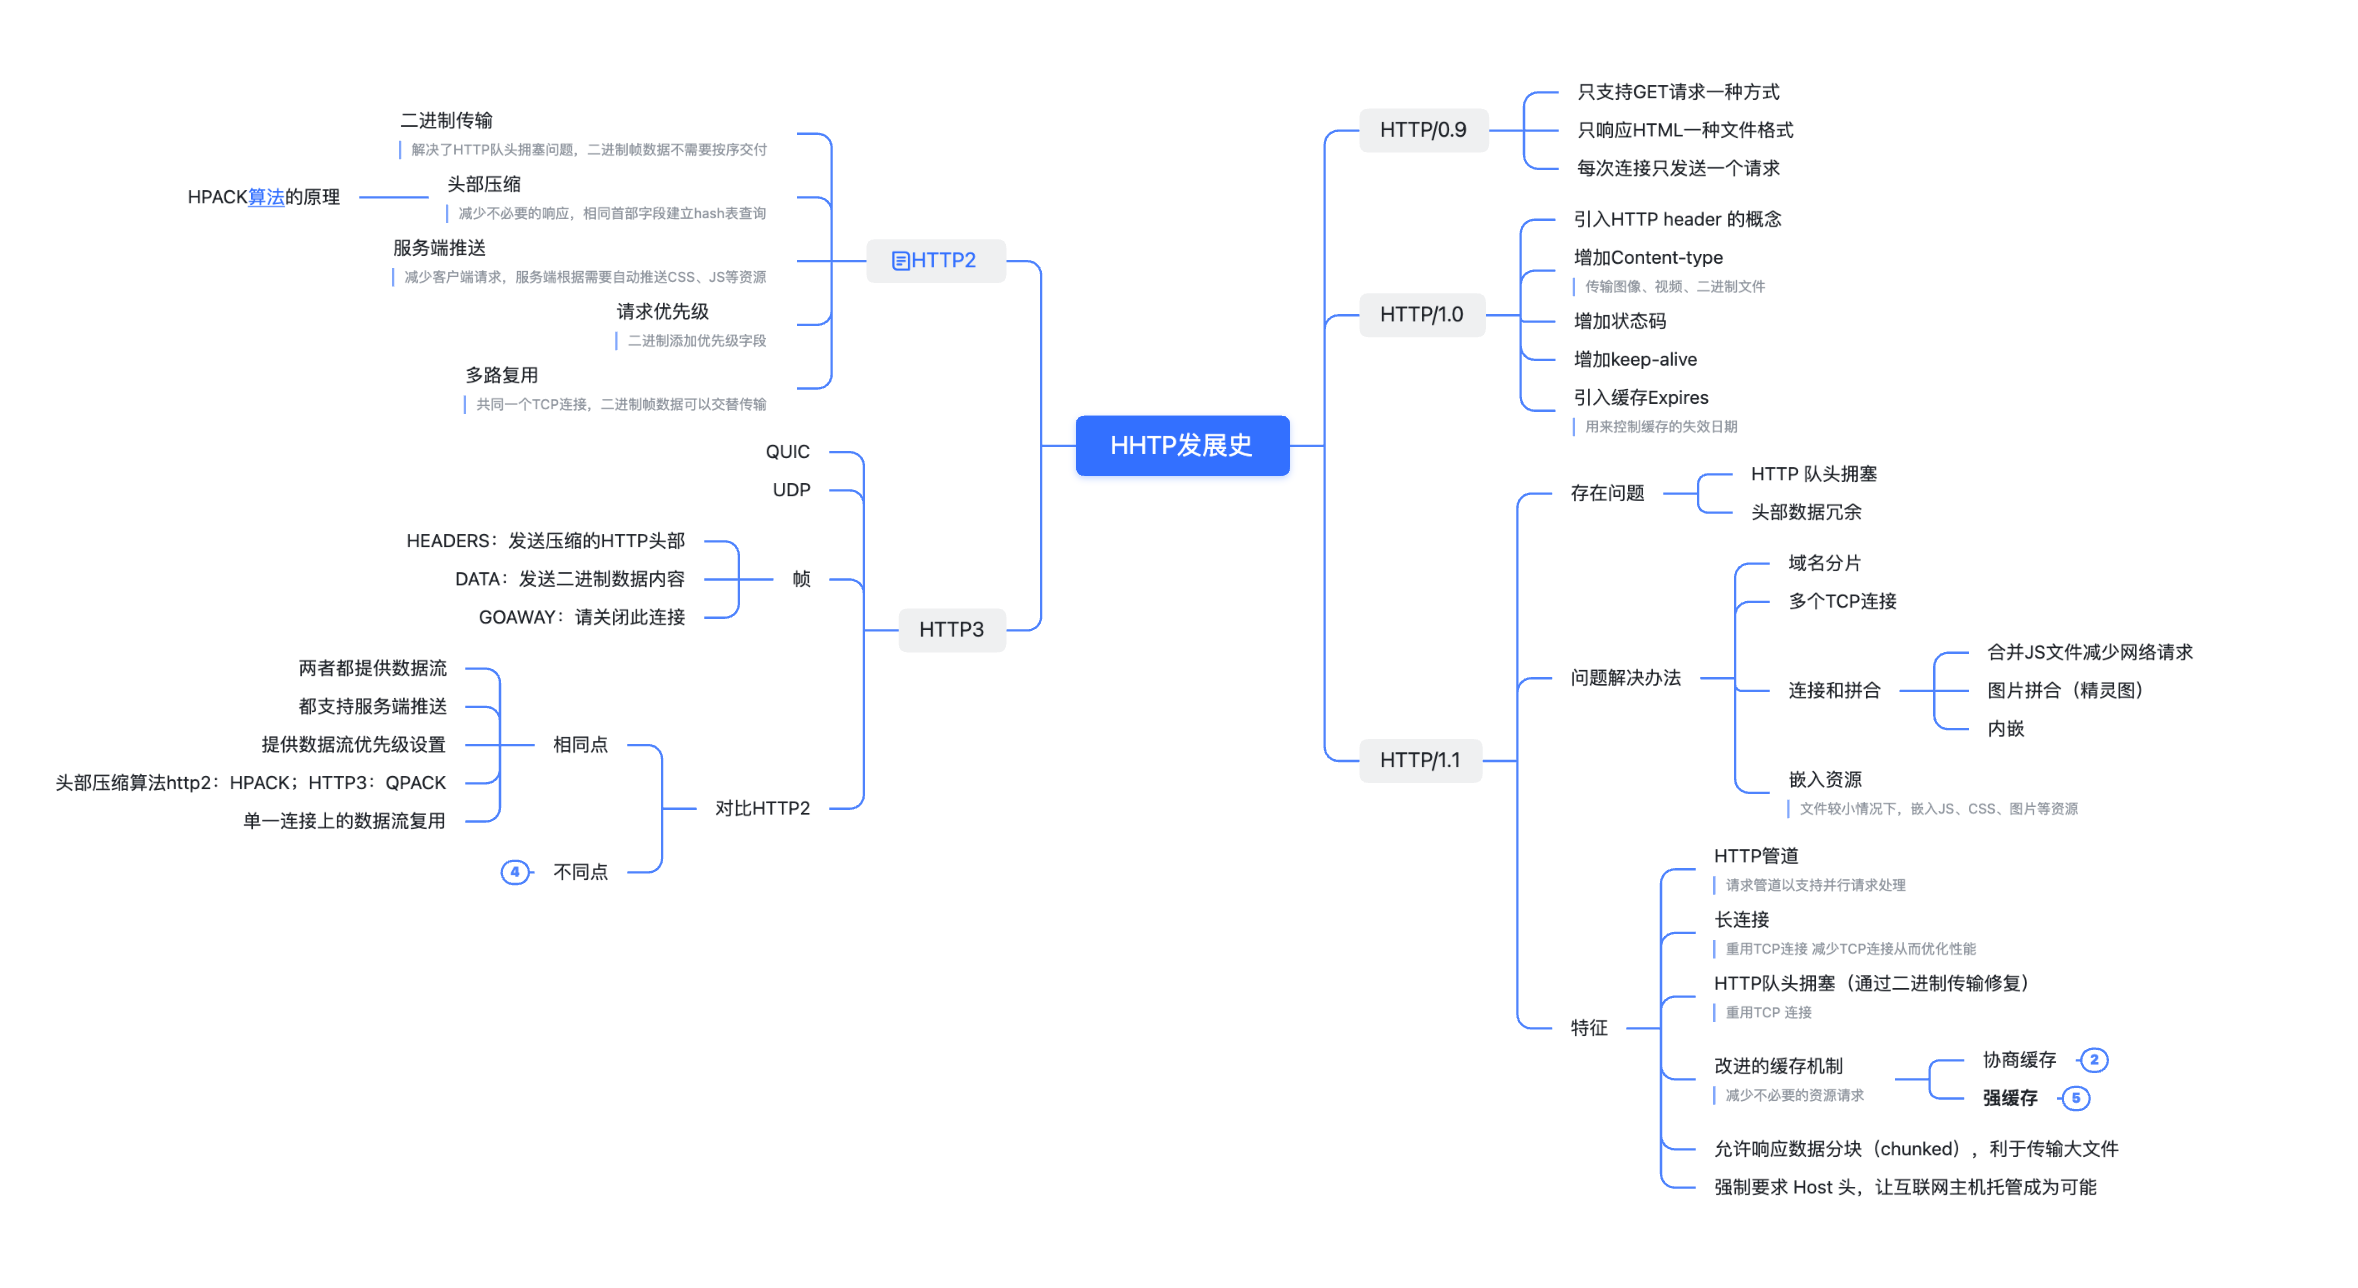 HHTP发展史
HTTP/0.9
只支持GET请求一种方式
只响应HTML一种文件格式
每次连接只发送一个请求
HTTP/1.0
引入HTTP header 的概念
增加Content-type
传输图像、视频、二进制文件
增加状态码
增加keep-alive
引入缓存Expires
用来控制缓存的失效日期
HTTP/1.1
存在问题
HTTP 队头拥塞
头部数据冗余
问题解决办法
域名分片
多个TCP连接
连接和拼合
合并JS文件减少网络请求
图片拼合（精灵图）
内嵌
嵌入资源
文件较小情况下，嵌入JS、CSS、图片等资源
特征
HTTP管道
请求管道以支持并行请求处理
长连接
重用TCP连接 减少TCP连接从而优化性能
HTTP队头拥塞（通过二进制传输修复）
重用TCP 连接
改进的缓存机制
减少不必要的资源请求
协商缓存
2
强缓存
5
允许响应数据分块（chunked），利于传输大文件
强制要求 Host 头，让互联网主机托管成为可能
HTTP2
二进制传输
解决了HTTP队头拥塞问题，二进制帧数据不需要按序交付
头部压缩
减少不必要的响应，相同首部字段建立hash表查询
HPACK算法的原理
服务端推送
减少客户端请求，服务端根据需要自动推送CSS、JS等资源
请求优先级
二进制添加优先级字段
多路复用
共同一个TCP连接，二进制帧数据可以交替传输
HTTP3
QUIC
UDP
帧
HEADERS：发送压缩的HTTP头部
DATA：发送二进制数据内容
GOAWAY：请关闭此连接
对比HTTP2
相同点
两者都提供数据流
都支持服务端推送
提供数据流优先级设置
头部压缩算法http2：HPACK；HTTP3：QPACK
单一连接上的数据流复用
不同点
4